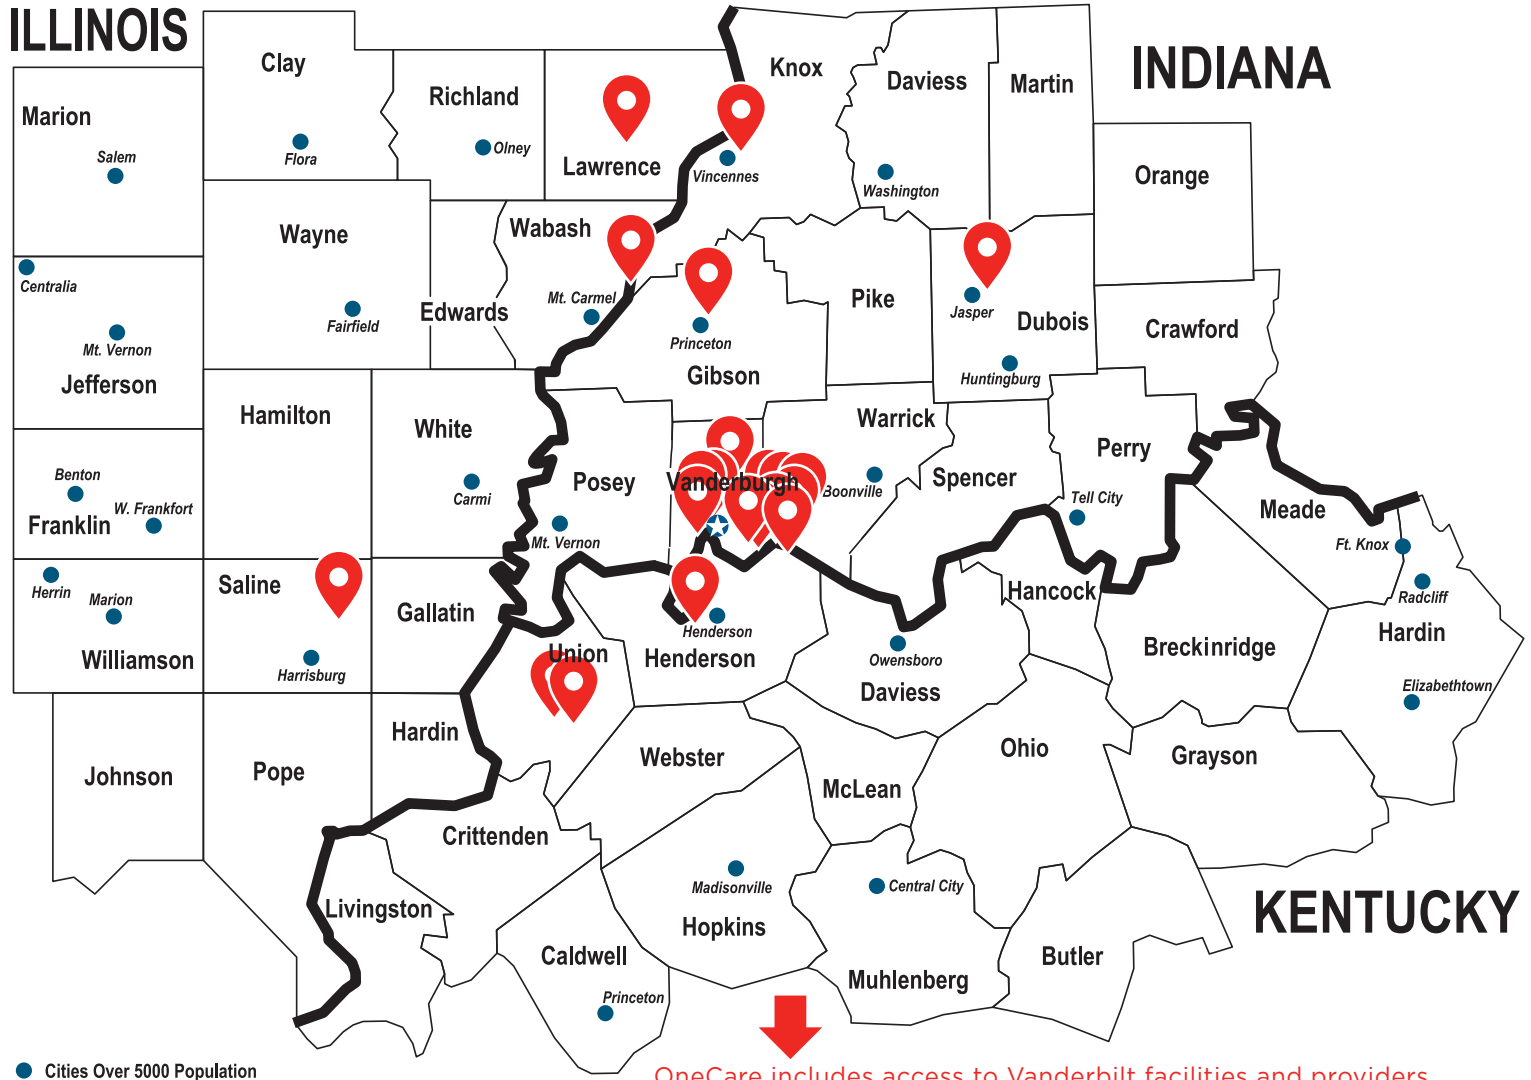 ILLINOIS
INDIANA
KENTUCKY
Clay
Knox
Daviess
Martin
Richland
Marion
Salem
Flora
Olney
Lawrence
Vincennes
Washington
Orange
Wayne
Wabash
Centralia
Mt. Carmel
Edwards
Fairfield
Pike
Jasper
Dubois
Crawford
Mt. Vernon
Jefferson
Princeton
Gibson
Huntingburg
Hamilton
White
Warrick
Perry
Benton
Franklin
W. Frankfort
Carmi
Posey
Vanderburgh
Boonville
Spencer
Tell City
Meade
Mt. Vernon
Ft. Knox
Herrin
Marion
Saline
Gallatin
Hancock
Radcliff
Hardin
Henderson
Henderson
Union
Williamson
Harrisburg
Owensboro
Daviess
Breckinridge
Elizabethtown
Hardin
Johnson
Pope
Webster
McLean
Ohio
Grayson
Crittenden
Livingston
Madisonville
Hopkins
Central City
Caldwell
Princeton
Muhlenberg
Butler
Cities Over 5000 Population
OneCare includes access to Vanderbilt facilities and providers